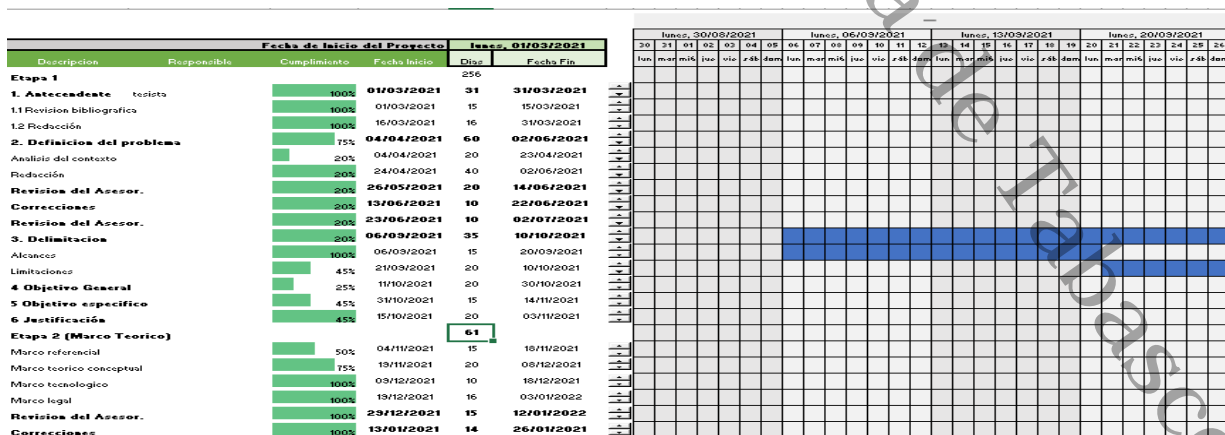 lunes, 30/08/2021 lunes, 06/09/2021 lunes, 13/09/2021 lunes, 20/09/2021
Fecha de Inicio del Proyecto lunes, 01/03/2021 30 31 01 02 03 04 05 06 07 08 09 10 11 12 13 14 15 16 17 18 19 20 21 22 23 24 25 26
Descripcion Responsible Cumplimiento Fecha Inicio Dias Fecha Fin lun mar mié jue vie sáb dom lun mar mié jue vie sáb dom lun mar mié jue vie sáb dom lun mar mié jue vie sáb dom
Etapa 1 256
1. Antecendente tesista 100% 01/03/2021 31 31/03/2021
1.1 Revision bibliografica 100% 01/03/2021 15 15/03/2021
1.2 Redacción 100% 16/03/2021 16 31/03/2021
2. Definicion del problema 75% 04/04/2021 60 02/06/2021
Analisis del contexto 20% 04/04/2021 20 23/04/2021
Redacción 20% 24/04/2021 40 02/06/2021
Revision del Asesor. 20% 26/05/2021 20 14/06/2021
Correcciones 20% 13/06/2021 10 22/06/2021
Revision del Asesor. 20% 23/06/2021 10 02/07/2021
3. Delimitacion 20% 06/09/2021 35 10/10/2021
Alcances 100% 06/09/2021 15 20/09/2021
Limitaciones 45% 21/09/2021 20 10/10/2021
4 Objetivo General 25% 11/10/2021 20 30/10/2021
5 Objetivo especifico 45% 31/10/2021 15 14/11/2021
6 Justificación 45% 15/10/2021 20 03/11/2021
Etapa 2 (Marco Teorico) 61
Marco referencial 50% 04/11/2021 15 18/11/2021
Marco teorico conceptual 75% 19/11/2021 20 08/12/2021
Marco tecnologico 100% 09/12/2021 10 18/12/2021
Marco legal 100% 19/12/2021 16 03/01/2022
Revision del Asesor. 100% 29/12/2021 15 12/01/2022
Correcciones 100% 13/01/2022 14 26/01/2022
de Tabasco